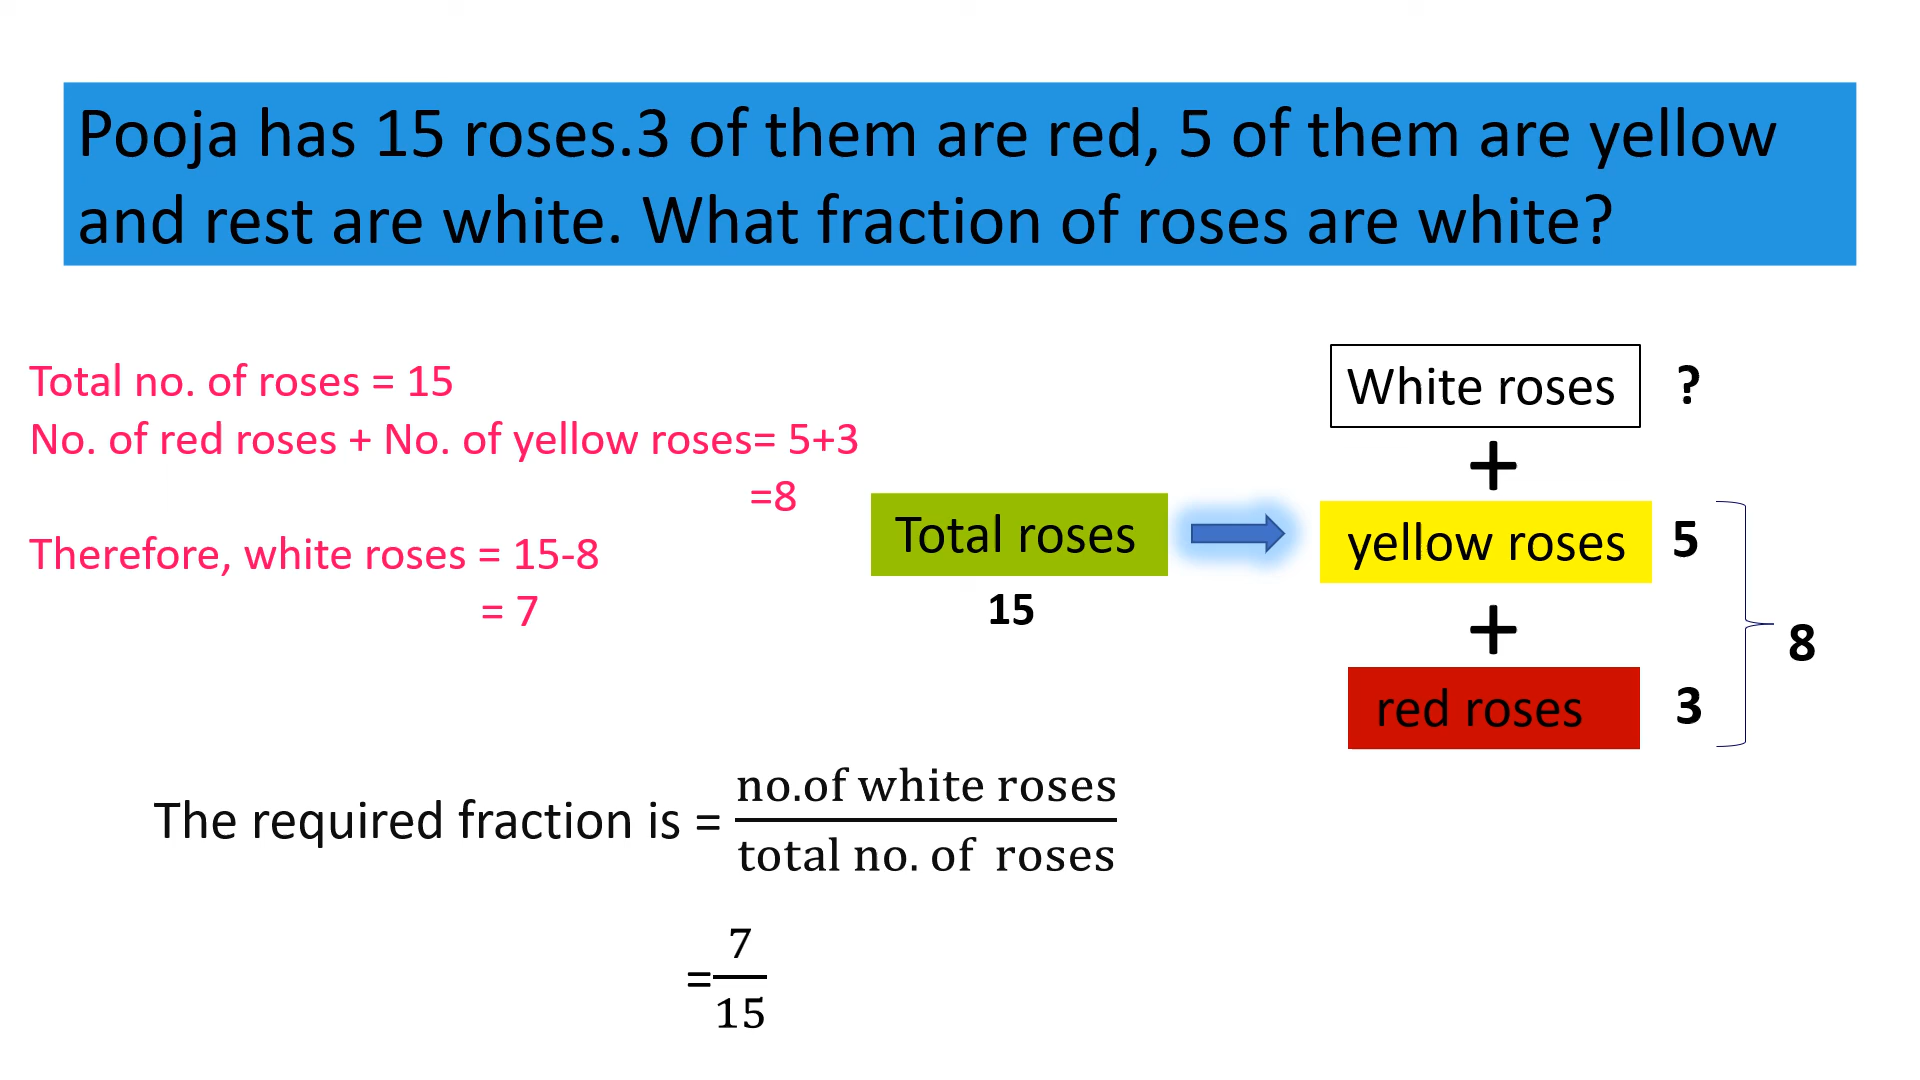 Pooja has 15 roses.3 of them are red, 5 of them are yellow
and rest are white. What fraction of roses are white?
Total no. of roses = 15
No. of red roses + No. of yellow roses= 5+3
=8
Therefore, white roses = 15-8
= 7
White roses ?
+
Total roses
15
yellow roses 5
+
8
red roses 3
The required fraction is = no.of white roses
total no. of roses
= 7
15